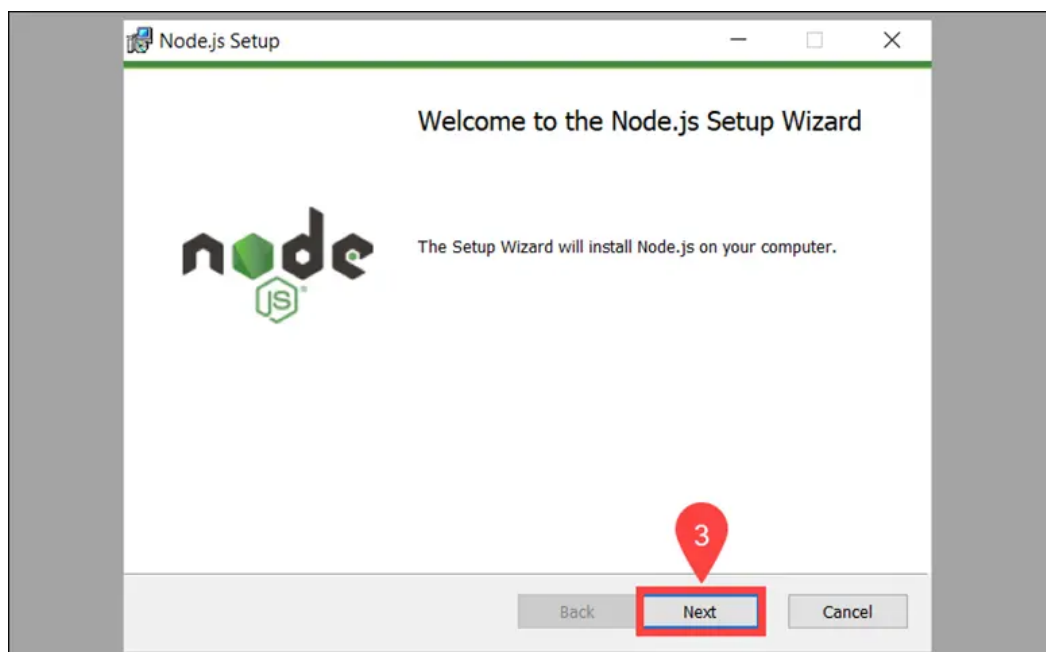 Node.js Setup
Welcome to the Node.js Setup Wizard
node
JS®
The Setup Wizard will install Node.js on your computer.
3
Back Next Cancel